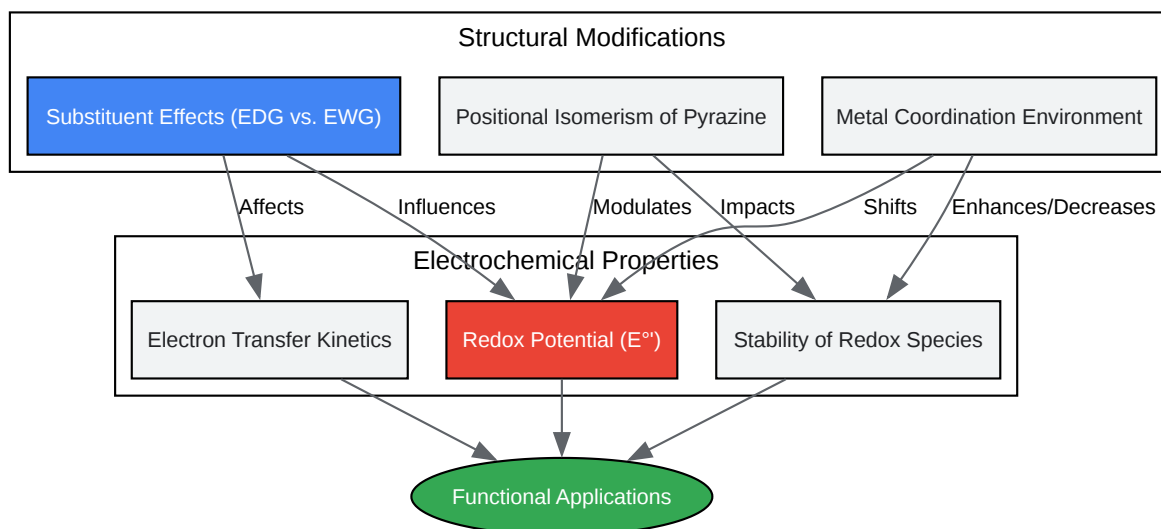 Structural Modifications
Substituent Effects (EDG vs. EWG)
Positional Isomerism of Pyrazine
Metal Coordination Environment
Affects
Influences
Modulates
Impacts
Shifts
Enhances/Decreases
Electrochemical Properties
Electron Transfer Kinetics
Redox Potential (E°')
Stability of Redox Species
Functional Applications